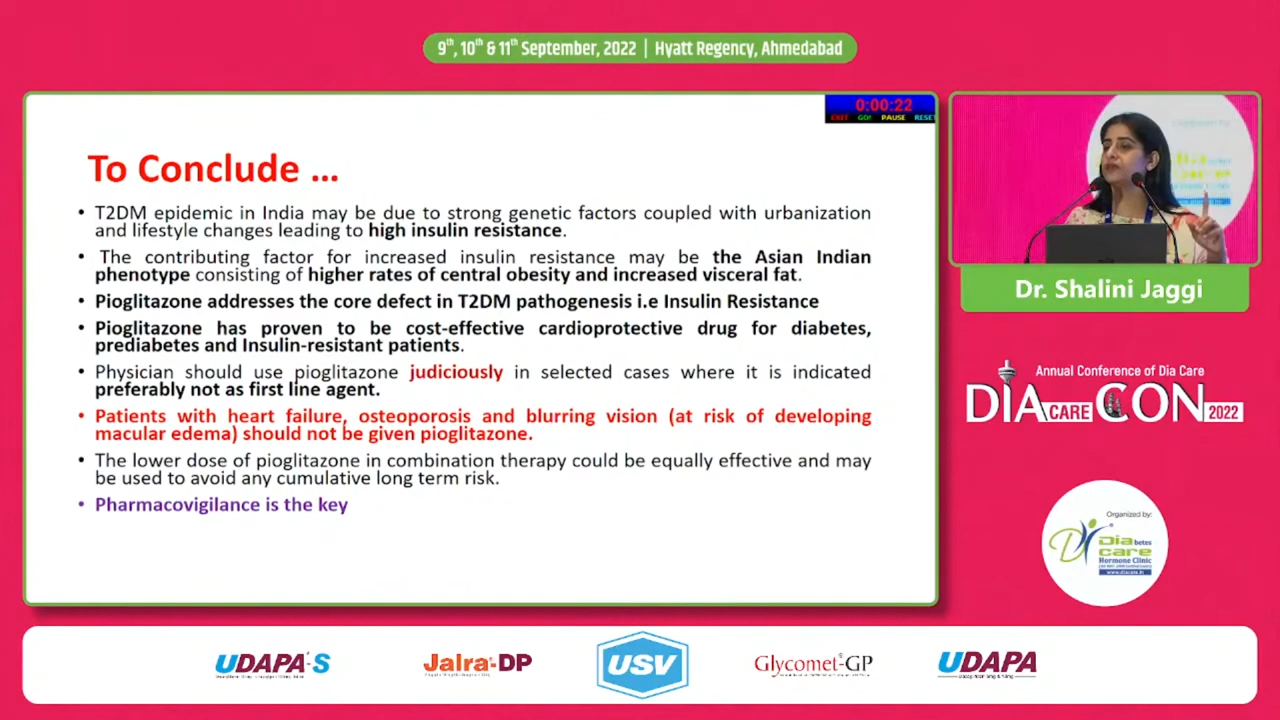 9th, 10th & 11th September, 2022 | Hyatt Regency, Ahmedabad
0:00:22
EXIT GO! PAUSE RESET
To Conclude ...
• T2DM epidemic in India may be due to strong genetic factors coupled with urbanization
and lifestyle changes leading to high insulin resistance.
• The contributing factor for increased insulin resistance may be the Asian Indian
phenotype consisting of higher rates of central obesity and increased visceral fat.
• Pioglitazone addresses the core defect in T2DM pathogenesis i.e Insulin Resistance
• Pioglitazone has proven to be cost-effective cardioprotective drug for diabetes,
prediabetes and Insulin-resistant patients.
• Physician should use pioglitazone judiciously in selected cases where it is indicated
preferably not as first line agent.
• Patients with heart failure, osteoporosis and blurring vision (at risk of developing
macular edema) should not be given pioglitazone.
• The lower dose of pioglitazone in combination therapy could be equally effective and may
be used to avoid any cumulative long term risk.
• Pharmacovigilance is the key
Dr. Shalini Jaggi
Annual Conference of Dia Care
DIACARE CON 2022
Organized by:
Diabetes
care
Hormone Clinic
www.diacare.in
UDAPA-S
Jalra-DP
USV
Glycomet-GP
UDAPA